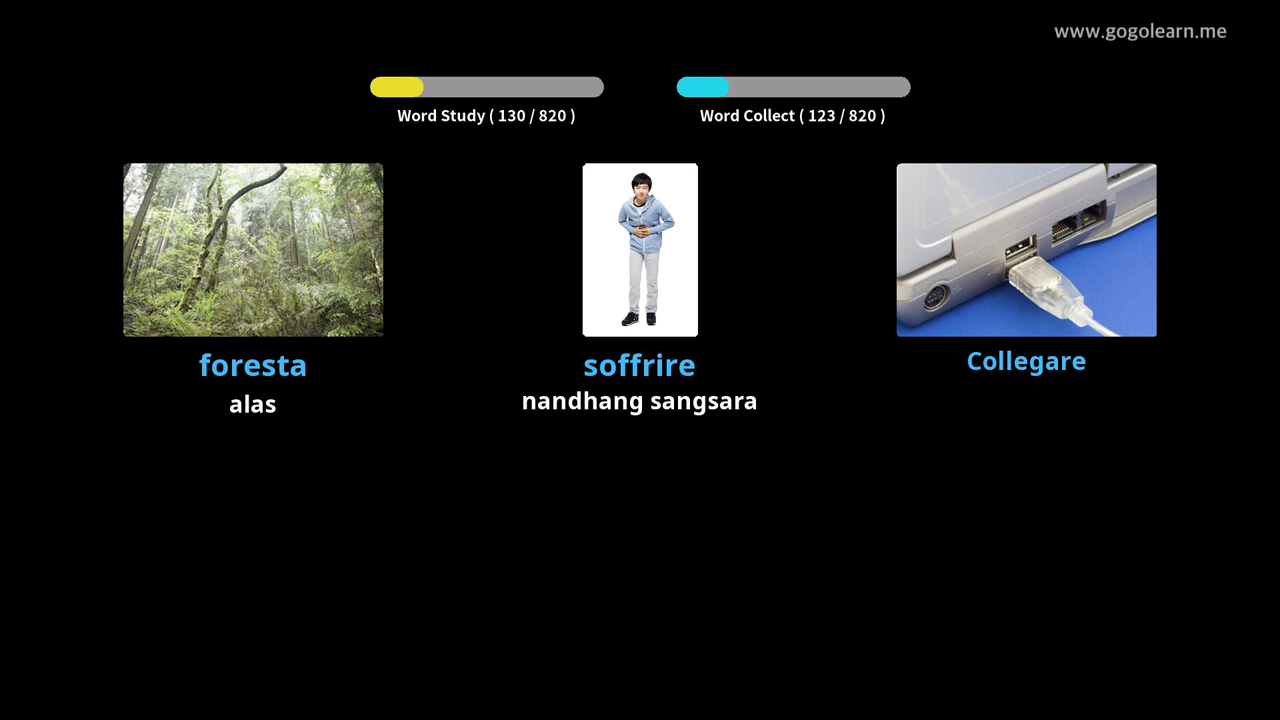 www.gogolearn.me
Word Study ( 130 / 820 )
Word Collect ( 123 / 820 )
foresta
alas
soffrire
nandhang sangsara
Collegare